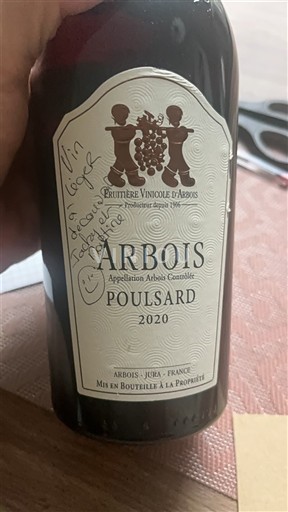 Fruitière Vinicole d'Arbois
Producteur depuis 1906
Vin
à léger
découvrir
ARBOIS
Appellation Arbois Contrôlée
POULSARD
2020
ARBOIS - JURA - FRANCE
Mis en Bouteille à la Propriété